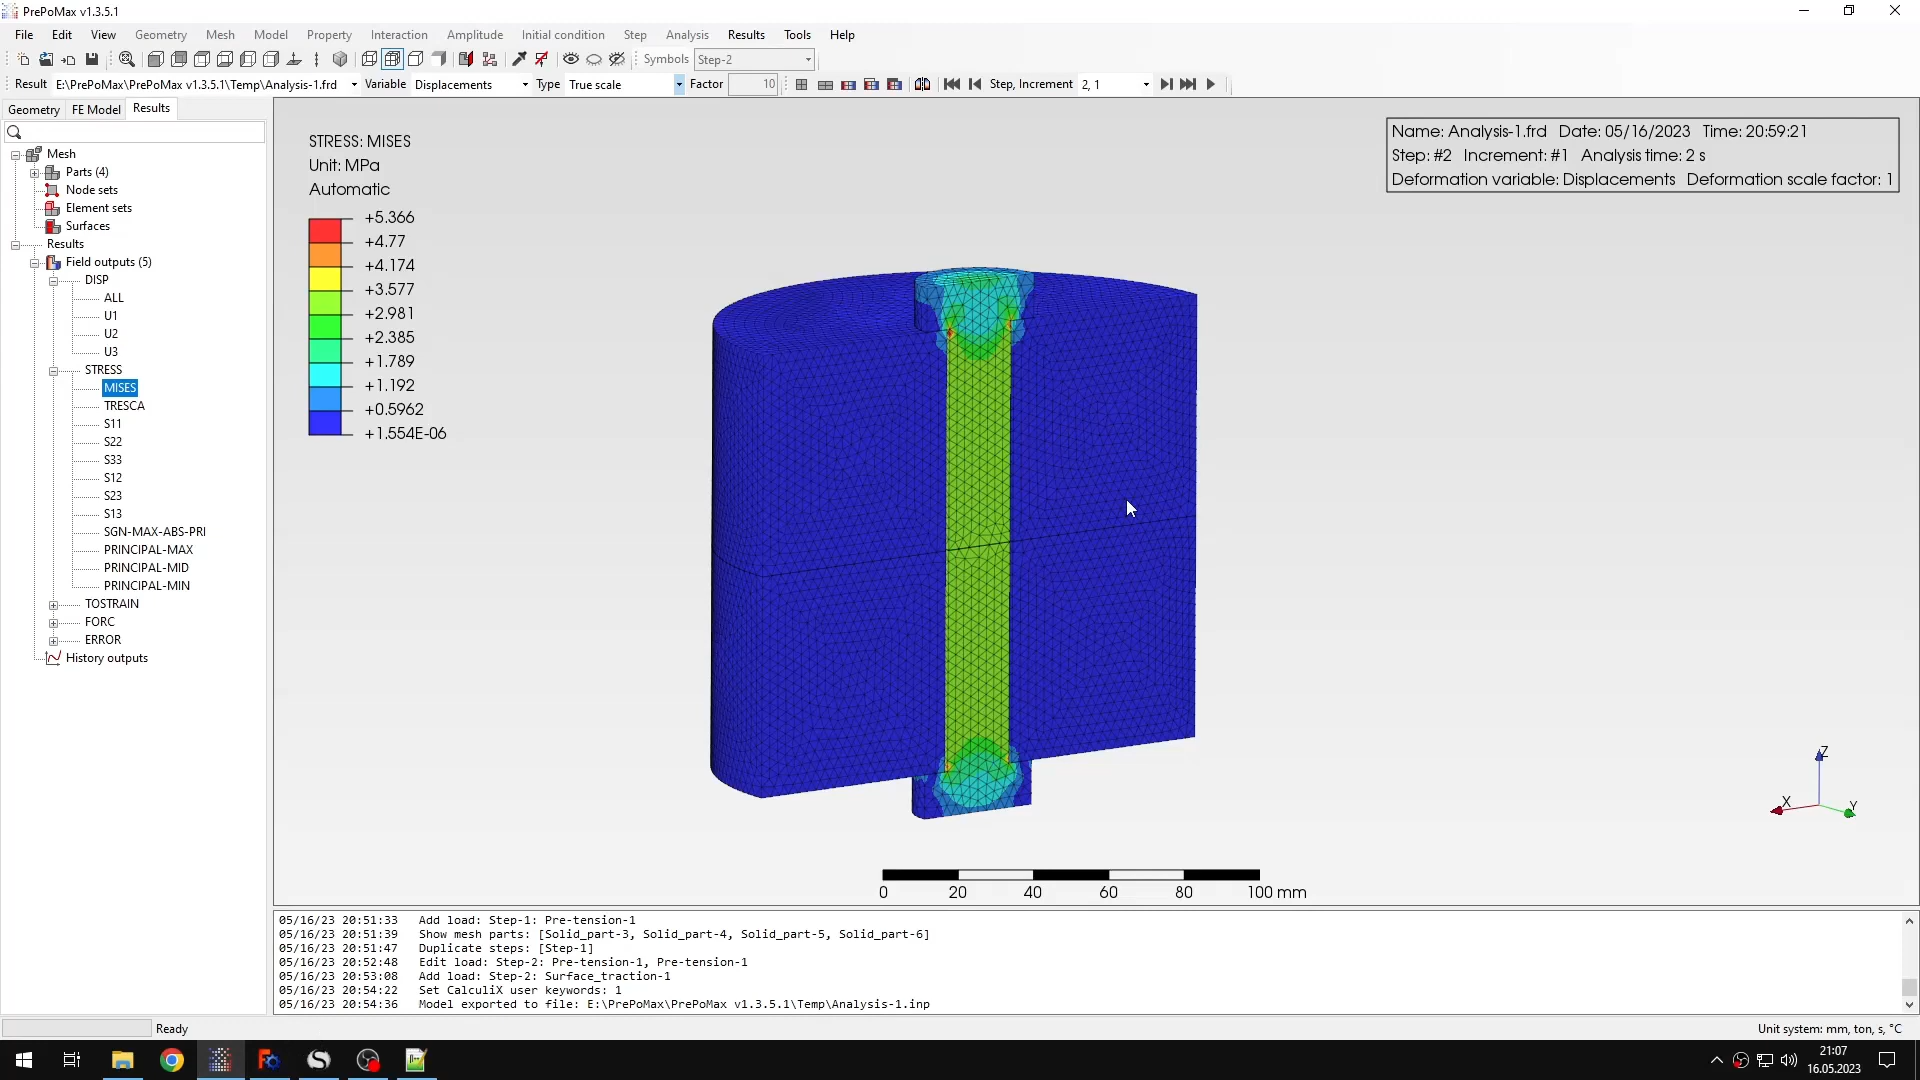 PrePoMax v1.3.5.1
File Edit View Geometry Mesh Model Property Interaction Amplitude Initial condition Step Analysis Results Tools Help
Symbols Step-2
Result E:\PrePoMax\PrePoMax v1.3.5.1\Temp\Analysis-1.frd Variable Displacements Type True scale Factor 10 Step, Increment 2, 1
Geometry FE Model Results
Mesh
Parts (4)
Node sets
Element sets
Surfaces
Results
Field outputs (5)
DISP
ALL
U1
U2
U3
STRESS
MISES
TRESCA
S11
S22
S33
S12
S23
S13
SGN-MAX-ABS-PRI
PRINCIPAL-MAX
PRINCIPAL-MID
PRINCIPAL-MIN
TOSTRAIN
FORC
ERROR
History outputs
STRESS: MISES
Unit: MPa
Automatic
+5.366
+4.77
+4.174
+3.577
+2.981
+2.385
+1.789
+1.192
+0.5962
+1.554E-06
Name: Analysis-1.frd Date: 05/16/2023 Time: 20:59:21
Step: #2 Increment: #1 Analysis time: 2 s
Deformation variable: Displacements Deformation scale factor: 1
Z
X
Y
0 20 40 60 80 100 mm
05/16/23 20:51:33 Add load: Step-1: Pre-tension-1
05/16/23 20:51:39 Show mesh parts: [Solid_part-3, Solid_part-4, Solid_part-5, Solid_part-6]
05/16/23 20:51:47 Duplicate steps: [Step-1]
05/16/23 20:52:48 Edit load: Step-2: Pre-tension-1, Pre-tension-1
05/16/23 20:53:08 Add load: Step-2: Surface_traction-1
05/16/23 20:54:22 Set CalculiX user keywords: 1
05/16/23 20:54:36 Model exported to file: E:\PrePoMax\PrePoMax v1.3.5.1\Temp\Analysis-1.inp
Ready
Unit system: mm, ton, s, °C
21:07
16.05.2023